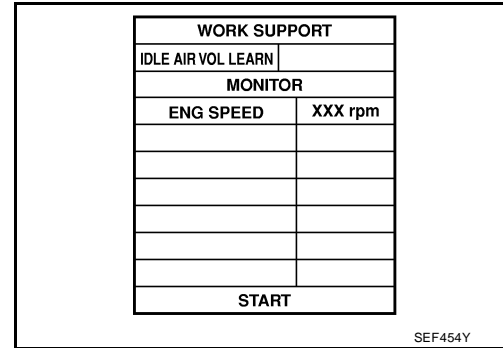 WORK SUPPORT
IDLE AIR VOL LEARN
MONITOR
ENG SPEED XXX rpm
START
SEF454Y